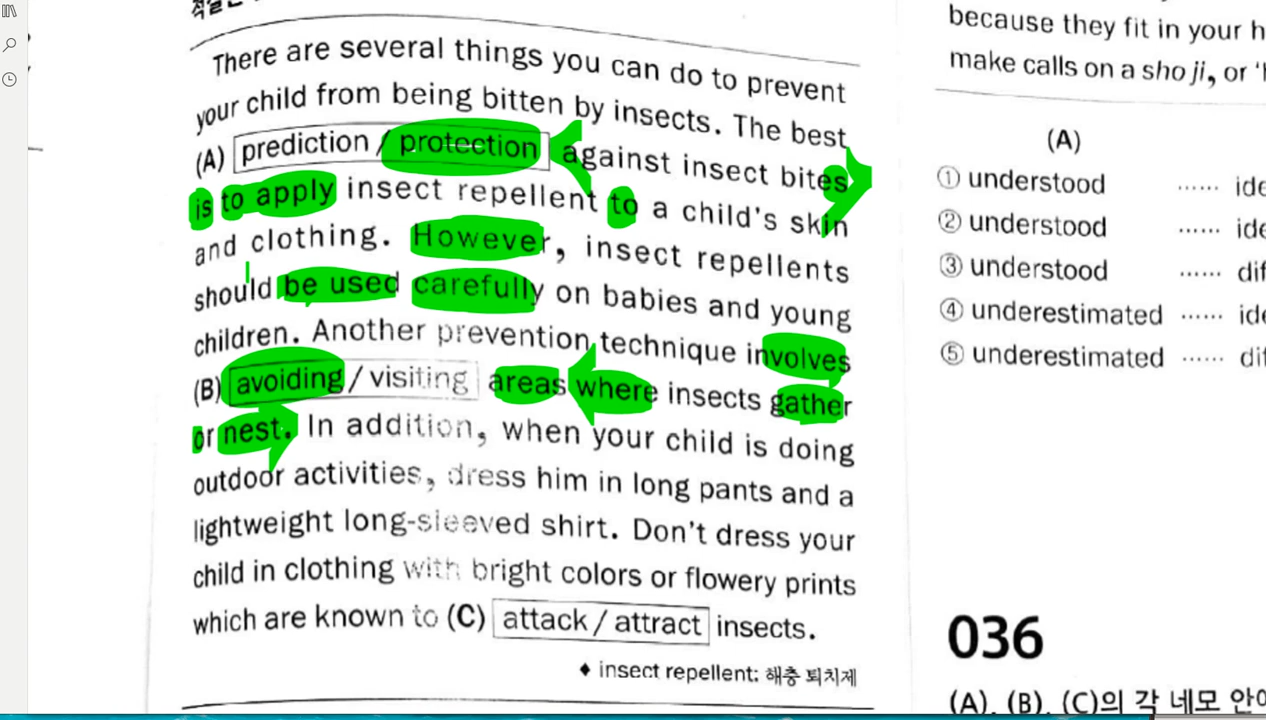 There are several things you can do to prevent
your child from being bitten by insects. The best
(A) prediction / protection against insect bites
is to apply insect repellent to a child's skin
and clothing. However, insect repellents
should be used carefully on babies and young
children. Another prevention technique involves
(B) avoiding / visiting areas where insects gather
or nest. In addition, when your child is doing
outdoor activities, dress him in long pants and a
lightweight long-sleeved shirt. Don't dress your
child in clothing with bright colors or flowery prints
which are known to (C) attack / attract insects.
♦ insect repellent: 해충 퇴치제
because they fit in your h
make calls on a sho ji, or 'h
(A)
① understood ...... ide
② understood ...... ide
③ understood ...... dif
④ underestimated ...... ide
⑤ underestimated ...... dif
036
(A), (B), (C)의 각 네모 안에